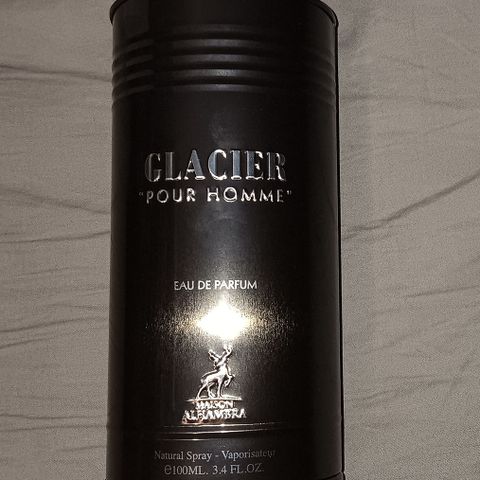 GLACIER
"POUR HOMME"
EAU DE PARFUM
MAISON
ALHAMBRA
Natural Spray - Vaporisateur
℮100ML. 3.4 FL.OZ.